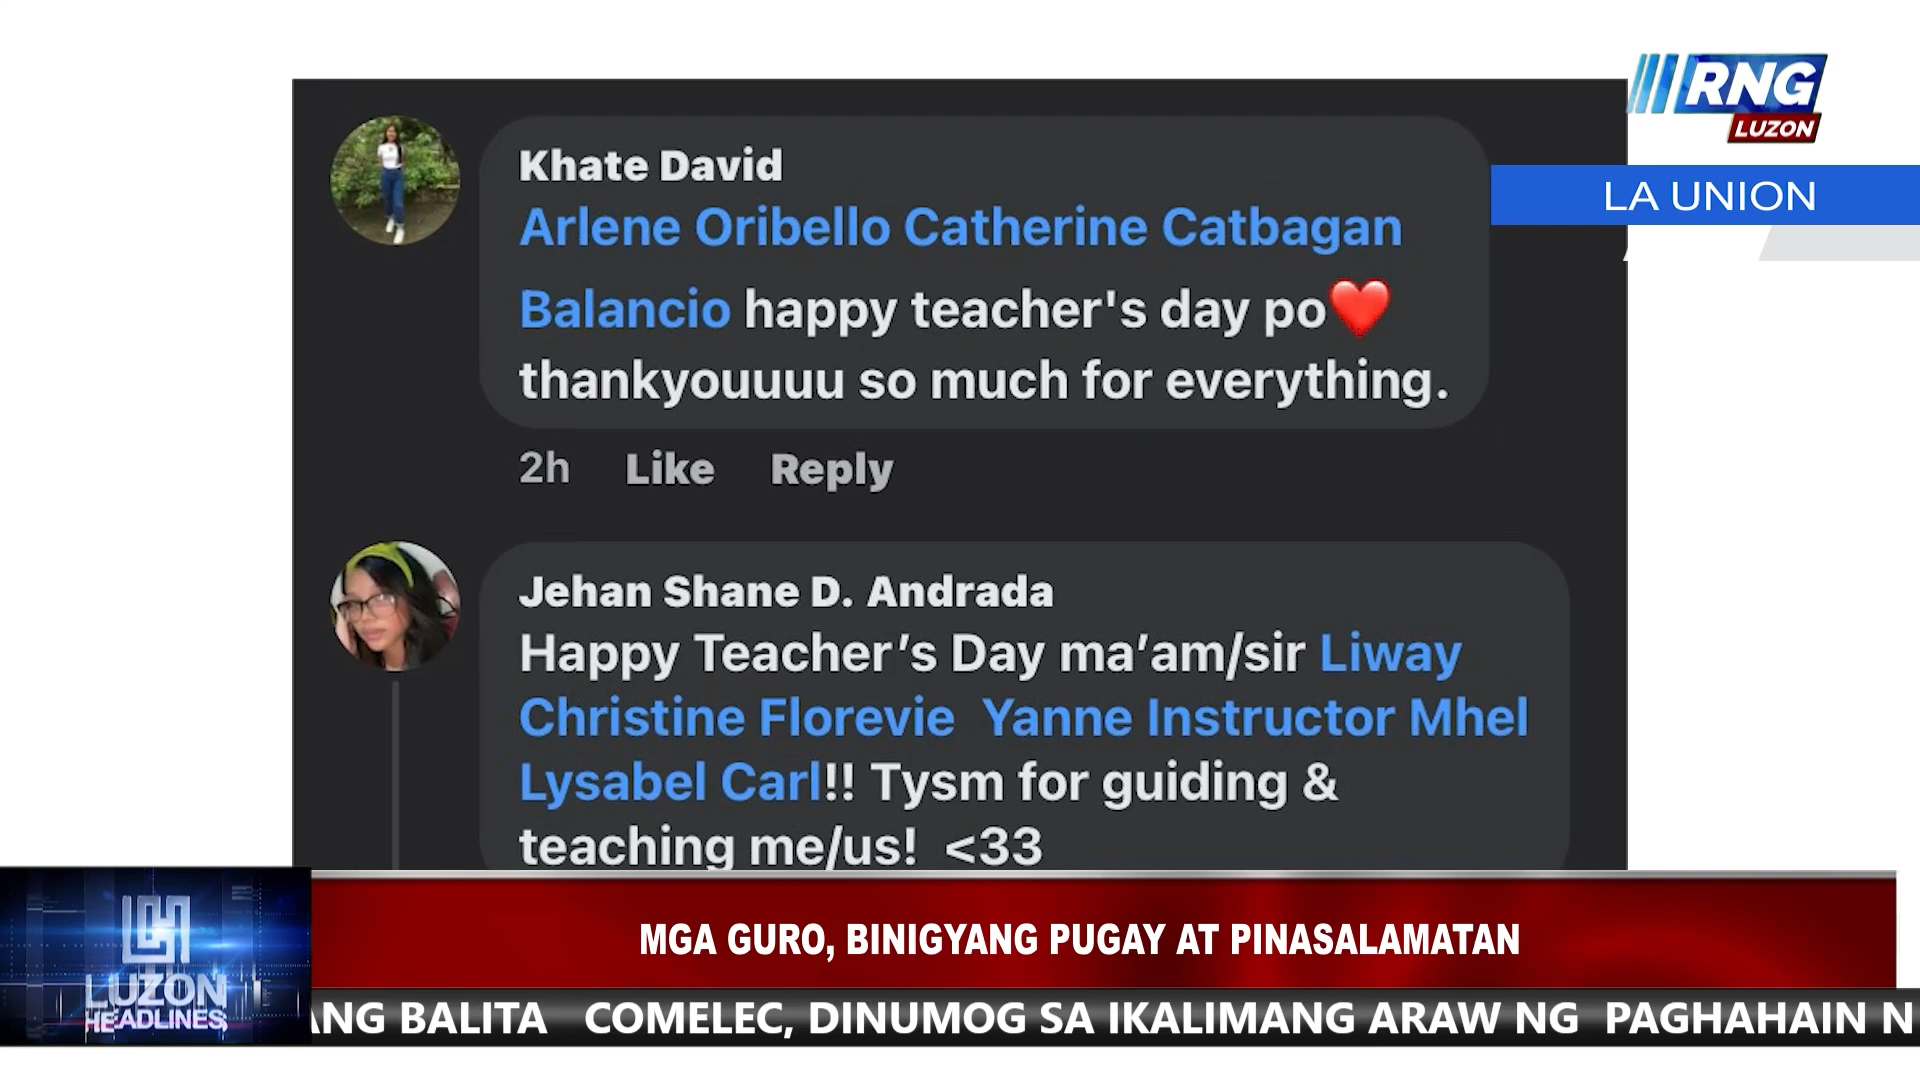 RNG
LUZON
LA UNION
Khate David
Arlene Oribello Catherine Catbagan
Balancio happy teacher's day po❤️
thankyouuuu so much for everything.
2h Like Reply
Jehan Shane D. Andrada
Happy Teacher’s Day ma’am/sir Liway
Christine Florevie Yanne Instructor Mhel
Lysabel Carl!! Tysm for guiding &
teaching me/us! <33
MGA GURO, BINIGYANG PUGAY AT PINASALAMATAN
LUZON
HEADLINES
ANG BALITA COMELEC, DINUMOG SA IKALIMANG ARAW NG PAGHAHAIN N